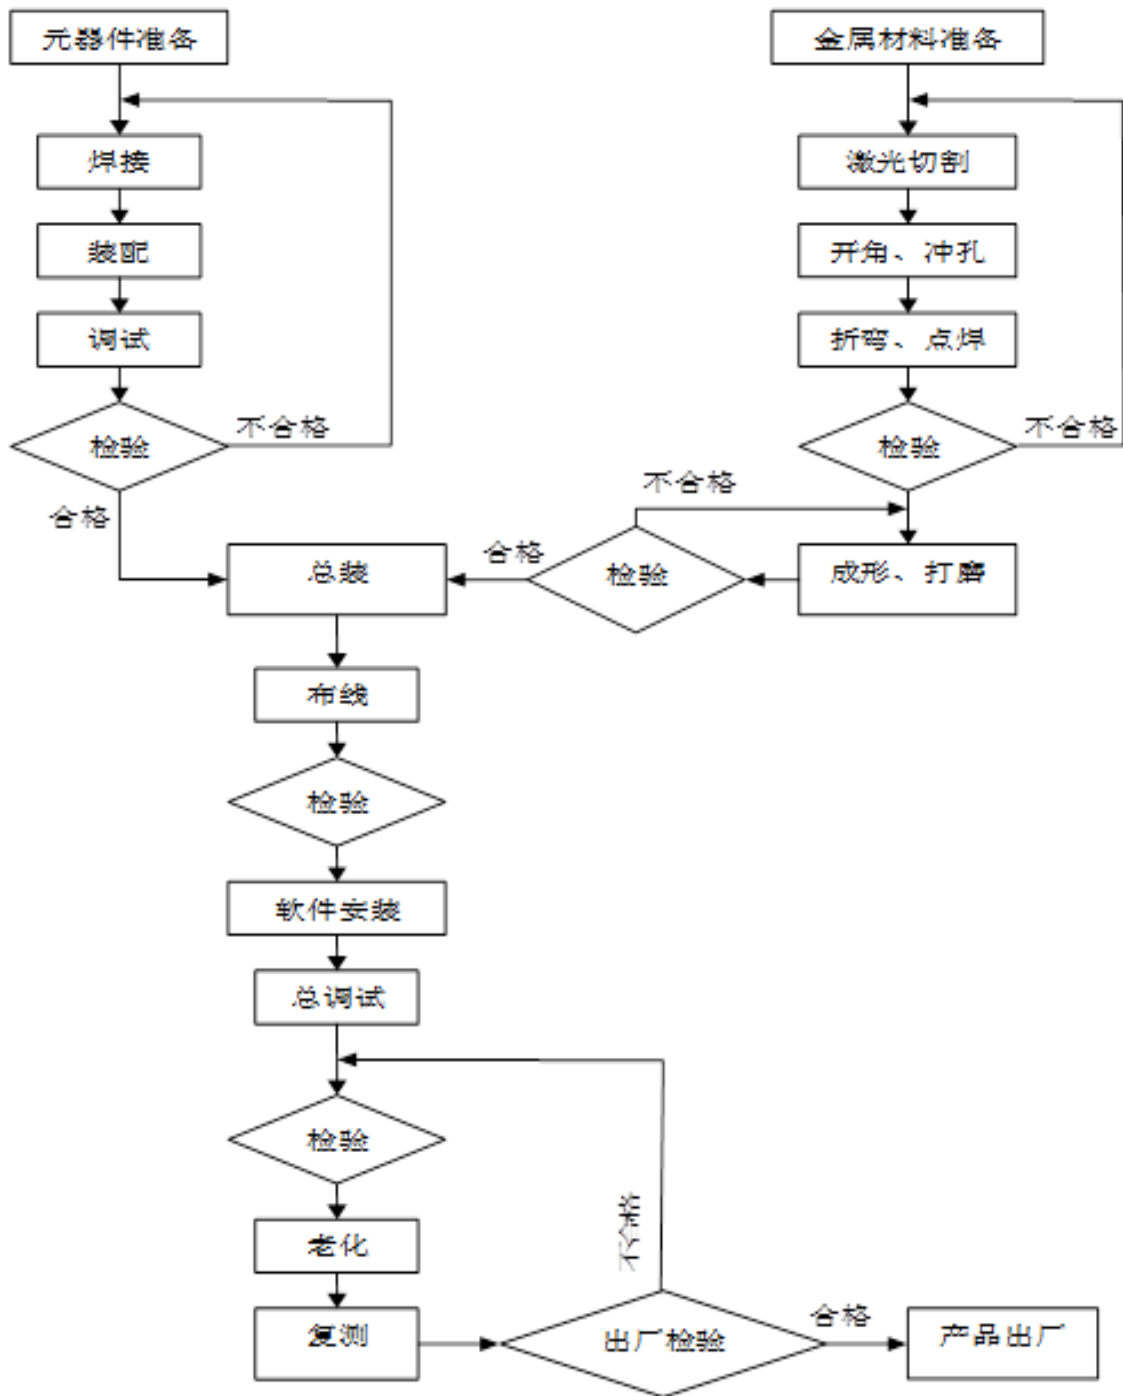 元器件准备
金属材料准备
焊接
激光切割
装配
开角、冲孔
调试
折弯、点焊
检验
不合格
检验
不合格
合格
不合格
总装
合格
检验
成形、打磨
布线
检验
软件安装
总调试
检验
老化
不合格
复测
出厂检验
合格
产品出厂